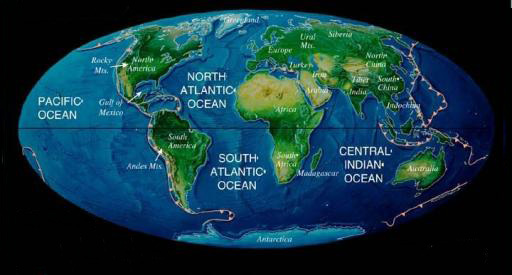 Greenland
Siberia
Ural
Mts.
Europe
Rocky
Mts.
North
America
North
China
Turkey
Iran
Tibet
South
China
NORTH
ATLANTIC
OCEAN
Arabia
India
PACIFIC
OCEAN
Gulf of
Mexico
Africa
Indochina
South
America
CENTRAL
INDIAN
OCEAN
Andes Mts.
SOUTH
ATLANTIC
OCEAN
South
Africa
Madagascar
Australia
Antarctica